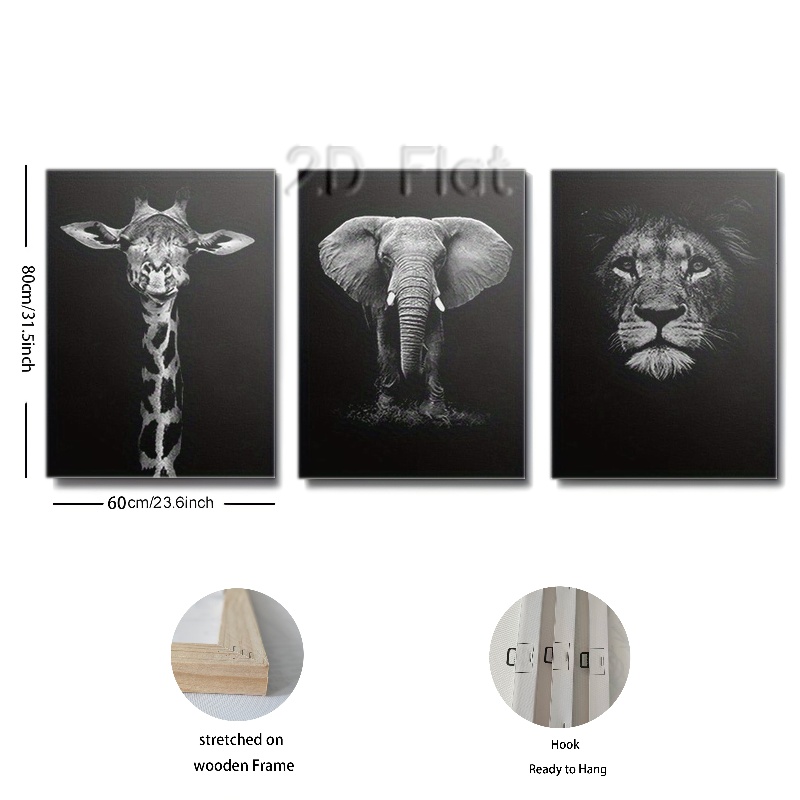 2D Flat
80cm/31.5inch
60cm/23.6inch
stretched on
wooden Frame
Hook
Ready to Hang